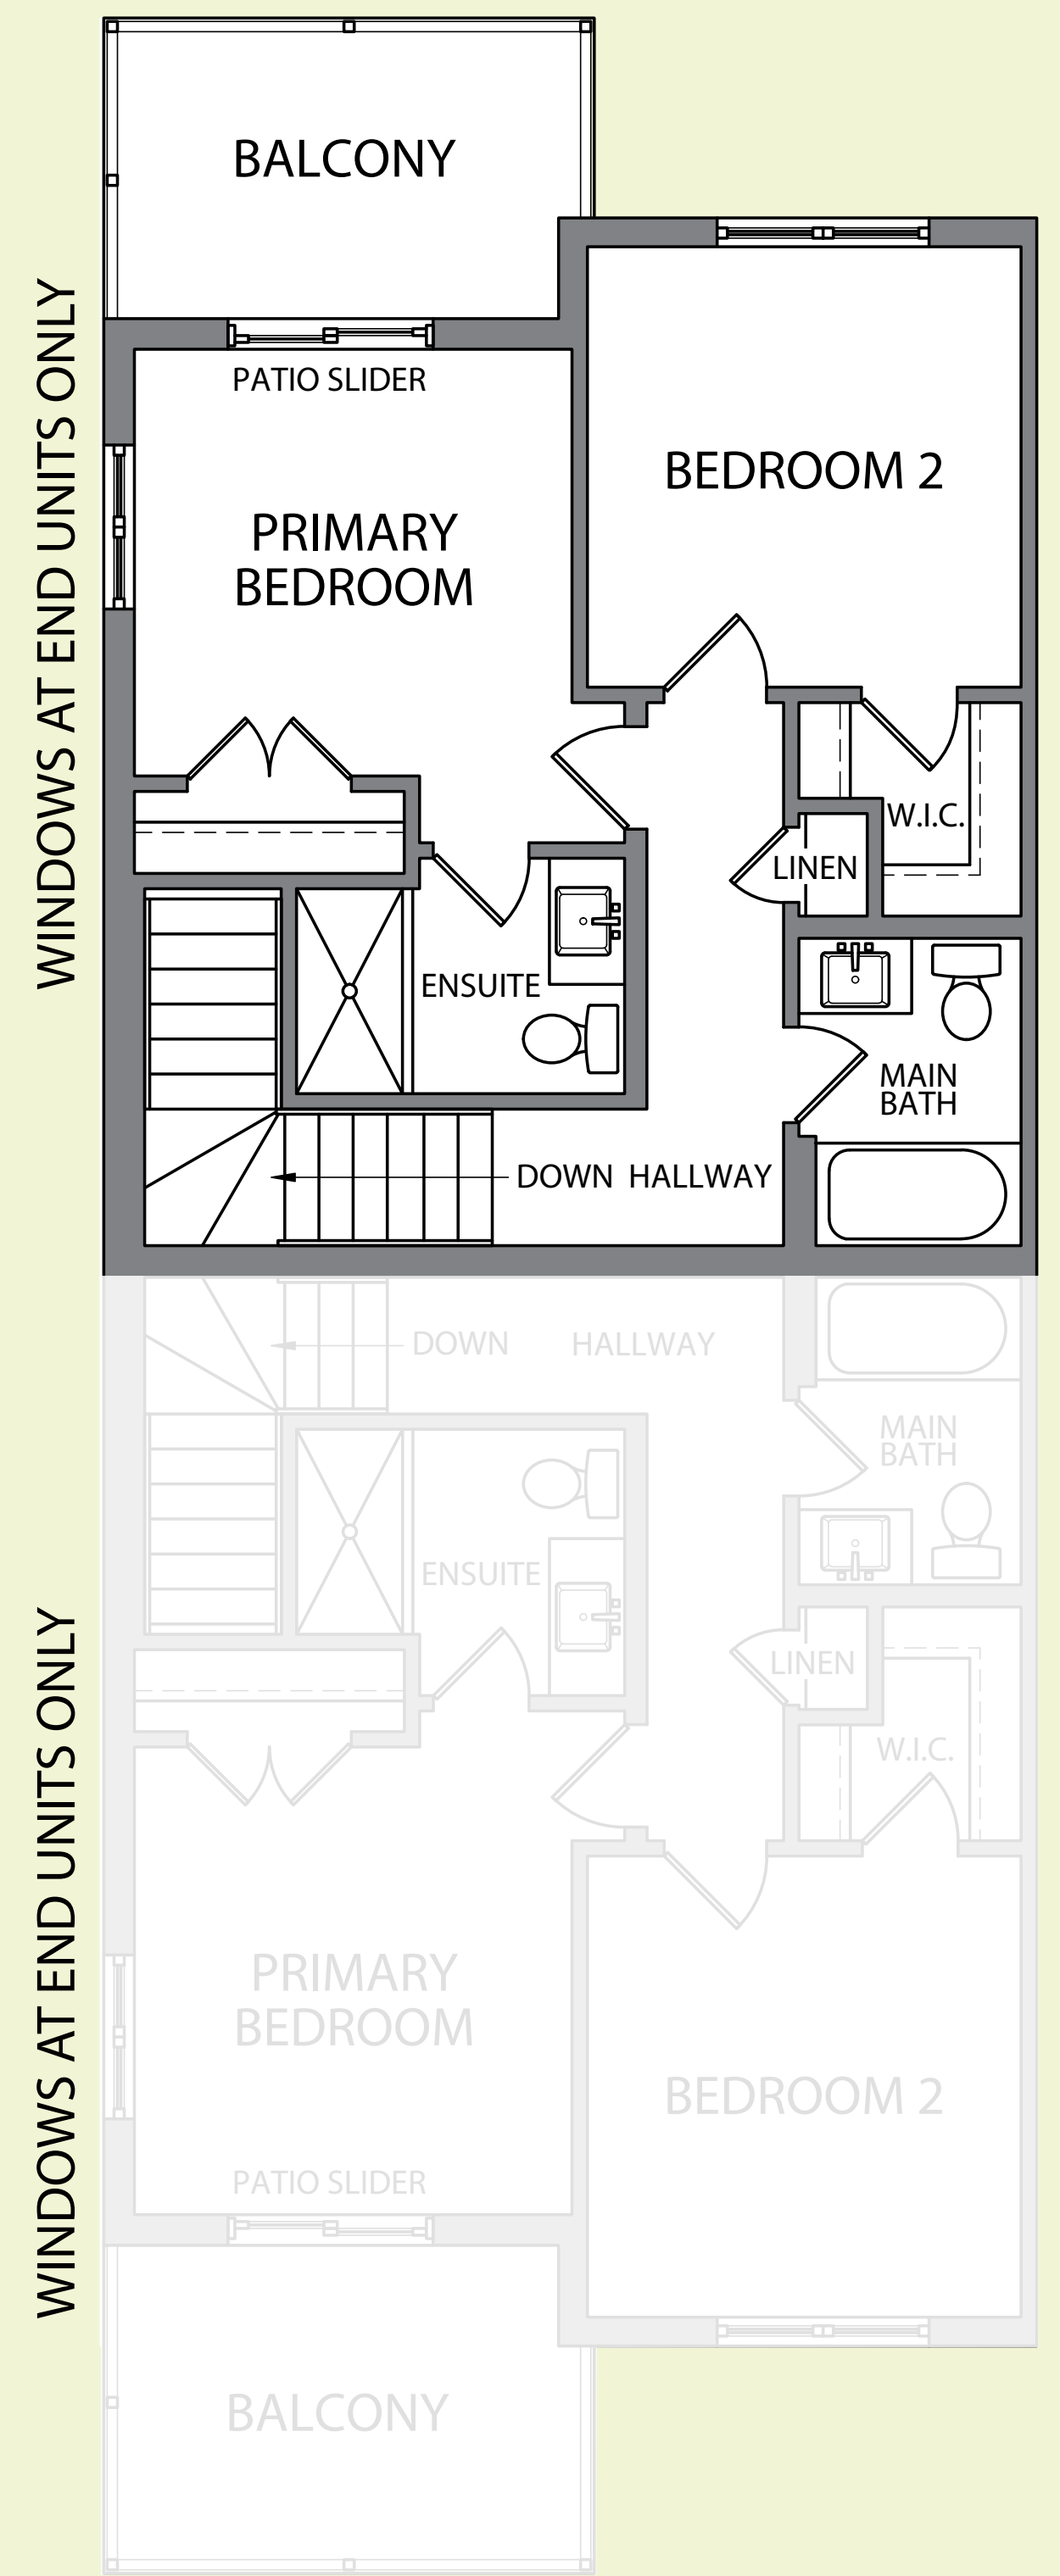 BALCONY
WINDOWS AT END UNITS ONLY
PATIO SLIDER
BEDROOM 2
PRIMARY
BEDROOM
W.I.C.
LINEN
ENSUITE
MAIN
BATH
DOWN HALLWAY
DOWN HALLWAY
MAIN
BATH
ENSUITE
LINEN
W.I.C.
WINDOWS AT END UNITS ONLY
PRIMARY
BEDROOM
BEDROOM 2
PATIO SLIDER
BALCONY